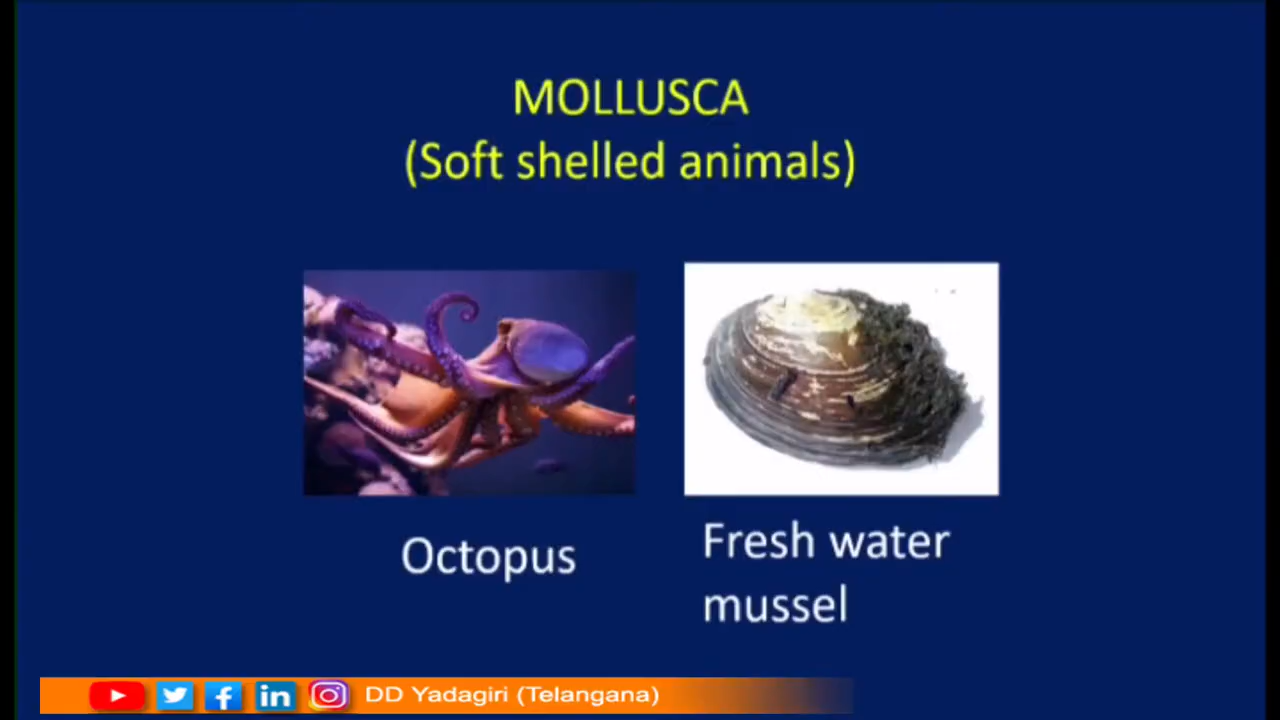 MOLLUSCA
(Soft shelled animals)
Octopus
Fresh water
mussel
DD Yadagiri (Telangana)